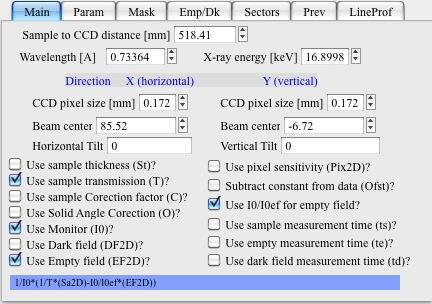 Main Param Mask Emp/Dk Sectors Prev LineProf
Sample to CCD distance [mm] 518.41
Wavelength [A] 0.73364 X-ray energy [keV] 16.8998
Direction X (horizontal) Y (vertical)
CCD pixel size [mm] 0.172 CCD pixel size [mm] 0.172
Beam center 85.52 Beam center -6.72
Horizontal Tilt 0 Vertical Tilt 0
Use sample thickness (St)? Use pixel sensitivity (Pix2D)?
Use sample transmission (T)? Subtract constant from data (Ofst)?
Use sample Corection factor (C)? Use I0/I0ef for empty field?
Use Solid Angle Corection (O)? Use sample measurement time (ts)?
Use Monitor (I0)? Use empty measurement time (te)?
Use Dark field (DF2D)? Use dark field measurement time (td)?
Use Empty field (EF2D)?
1/I0*(1/T*(Sa2D)-I0/I0ef*(EF2D))